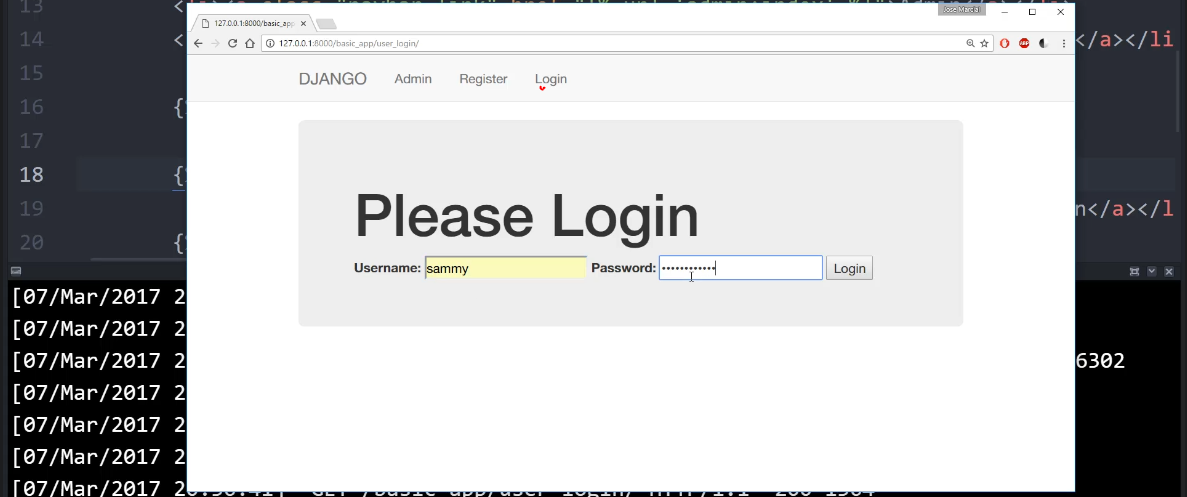 Jose Marcial
127.0.0.1:8000/basic_app
127.0.0.1:8000/basic_app/user_login/
DJANGO Admin Register Login
Please Login
Username: sammy Password: •••••••••••• Login
13
14 < </a></li
15
16 {
17
18 {
19 n</a></l
20 {
[07/Mar/2017 2
[07/Mar/2017 2
[07/Mar/2017 2 6302
[07/Mar/2017 2
[07/Mar/2017 2
[07/Mar/2017 2
[07/Mar/2017 2